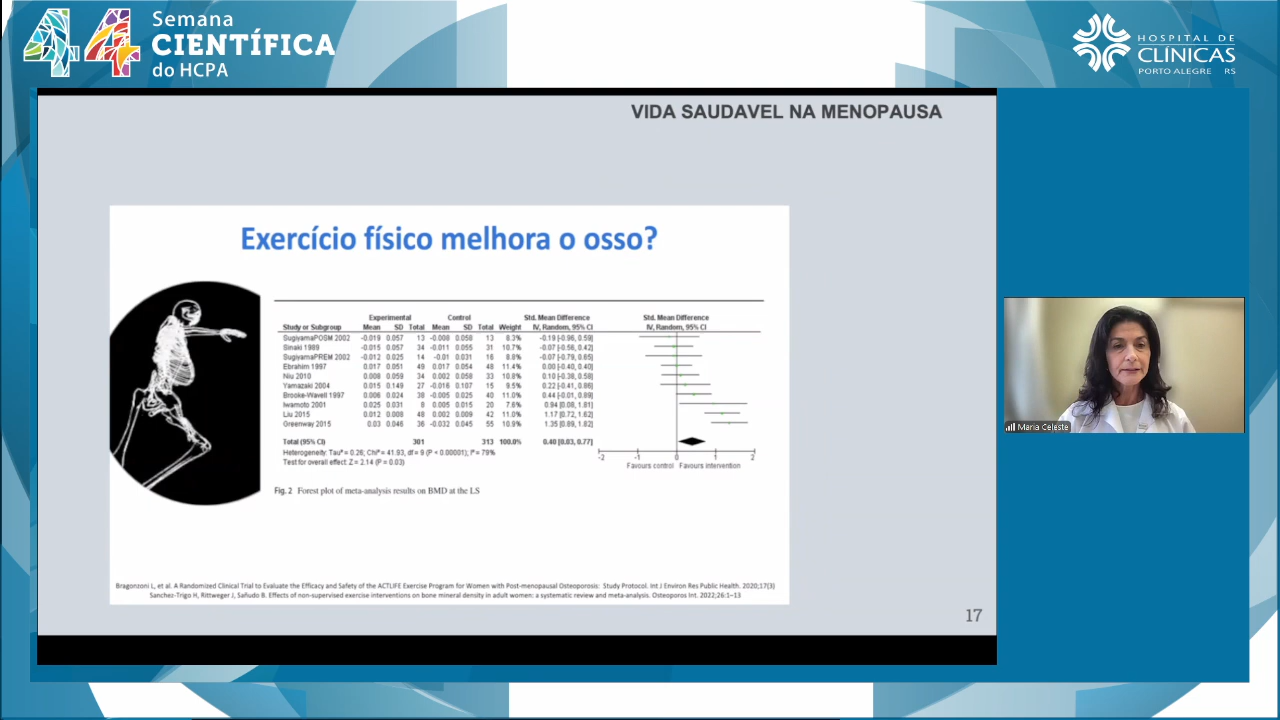 44 Semana
CIENTÍFICA
do HCPA
HOSPITAL DE
CLÍNICAS
PORTO ALEGRE RS
VIDA SAUDAVEL NA MENOPAUSA
Exercício físico melhora o osso?
Experimental Control Std. Mean Difference Std. Mean Difference
Study or Subgroup Mean SD Total Mean SD Total Weight IV, Random, 95% CI IV, Random, 95% CI
SugiyamaPOSM 2002 -0.019 0.057 13 -0.008 0.058 13 8.3% -0.19 [-0.96, 0.59]
Sinaki 1989 -0.015 0.057 34 -0.011 0.055 31 10.7% -0.07 [-0.56, 0.42]
SugiyamaPREM 2002 -0.012 0.025 14 -0.01 0.031 16 8.8% -0.07 [-0.79, 0.65]
Ebrahim 1997 0.017 0.051 49 0.017 0.054 48 11.4% 0.00 [-0.40, 0.40]
Niu 2010 0.008 0.059 34 0.002 0.058 33 10.8% 0.10 [-0.38, 0.58]
Yamazaki 2004 0.015 0.149 27 -0.016 0.107 15 9.5% 0.22 [-0.41, 0.86]
Brooke-Wavell 1997 0.006 0.024 38 -0.005 0.025 40 11.0% 0.44 [-0.01, 0.89]
Iwamoto 2001 0.025 0.031 8 0.005 0.015 20 7.6% 0.94 [0.08, 1.81]
Liu 2015 0.012 0.008 48 0.002 0.009 42 11.0% 1.17 [0.72, 1.62]
Greenway 2015 0.03 0.046 36 -0.032 0.045 55 10.9% 1.35 [0.89, 1.82]
Total (95% CI) 301 313 100.0% 0.40 [0.03, 0.77]
Heterogeneity: Tau² = 0.26; Chi² = 41.93, df = 9 (P < 0.00001); I² = 79%
Test for overall effect: Z = 2.14 (P = 0.03)
-2 -1 0 1 2
Favours control Favours intervention
Fig. 2 Forest plot of meta-analysis results on BMD at the LS
Bragonzoni L, et al. A Randomized Clinical Trial to Evaluate the Efficacy and Safety of the ACTLIFE Exercise Program for Women with Post-menopausal Osteoporosis: Study Protocol. Int J Environ Res Public Health. 2020;17(3)
Sanchez-Trigo H, Rittweger J, Sañudo B. Effects of non-supervised exercise interventions on bone mineral density in adult women: a systematic review and meta-analysis. Osteoporos Int. 2022;26:1–13
17
Maria Celeste